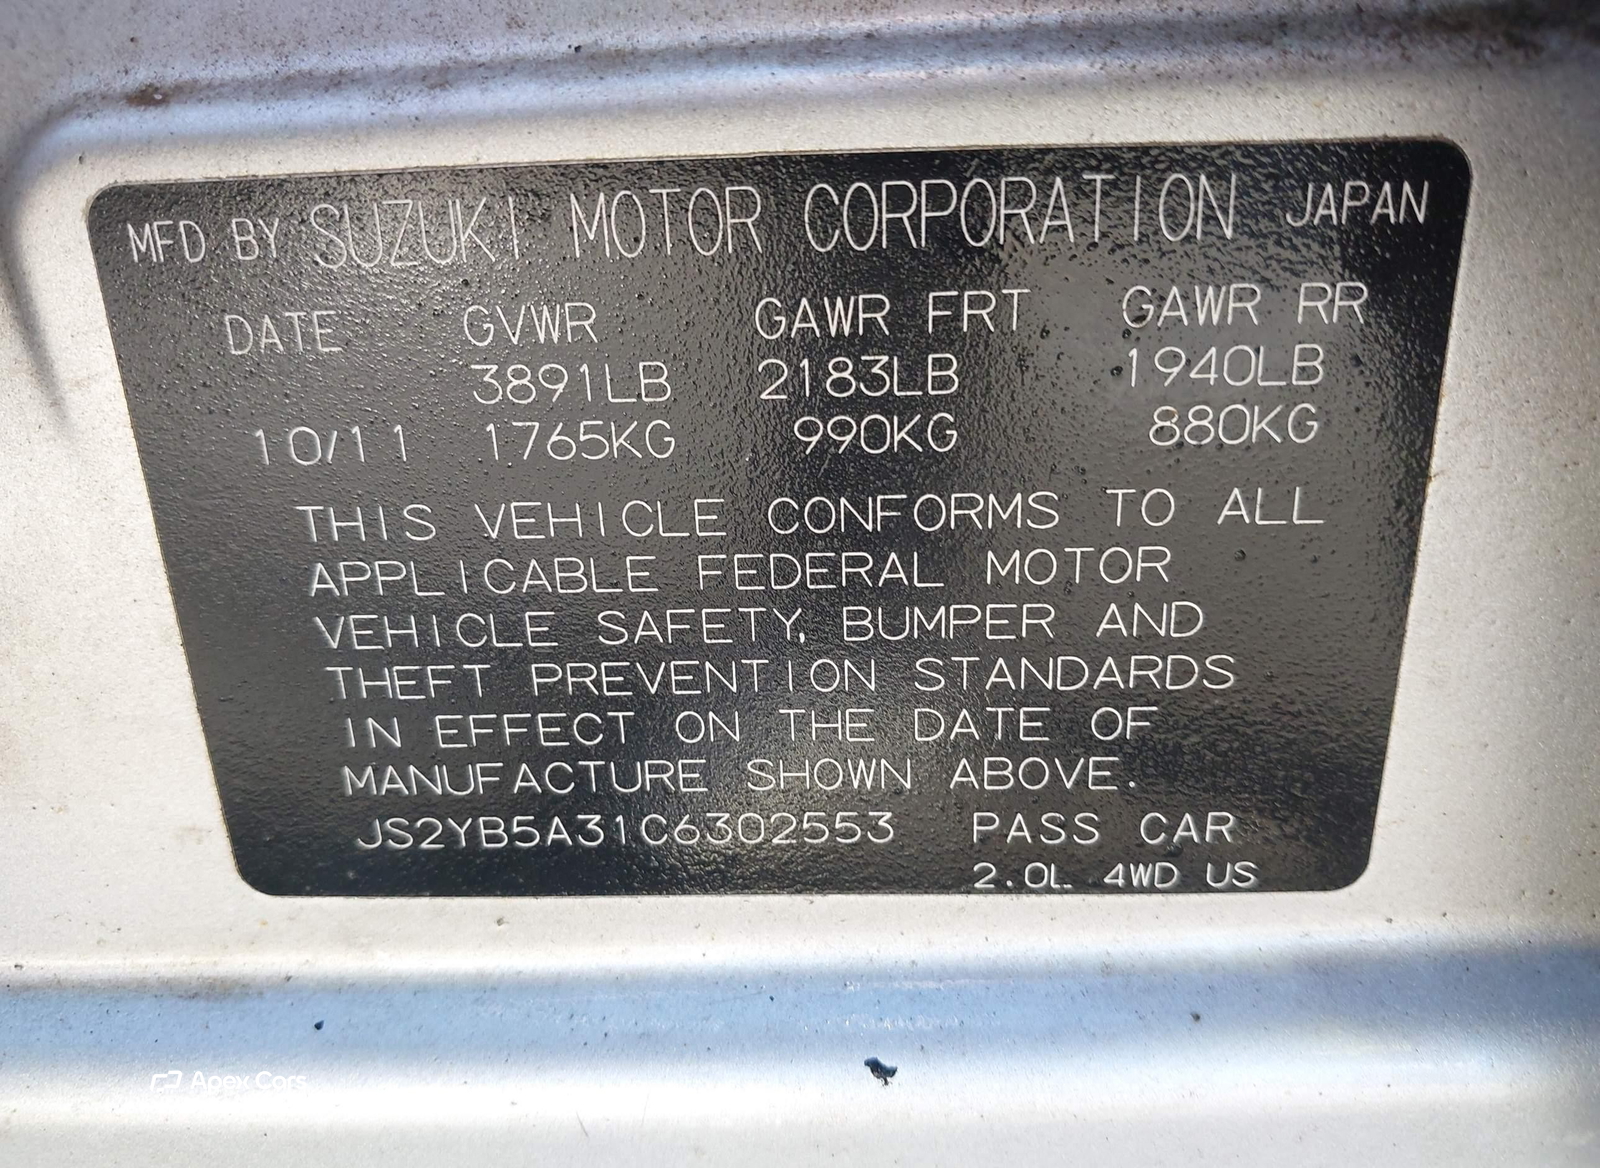 MFD BY SUZUKI MOTOR CORPORATION JAPAN
DATE GVWR GAWR FRT GAWR RR
3891LB 2183LB 1940LB
10/11 1765KG 990KG 880KG
THIS VEHICLE CONFORMS TO ALL
APPLICABLE FEDERAL MOTOR
VEHICLE SAFETY, BUMPER AND
THEFT PREVENTION STANDARDS
IN EFFECT ON THE DATE OF
MANUFACTURE SHOWN ABOVE.
JS2YB5A31C6302553 PASS CAR
2.0L 4WD US
Apex Cars